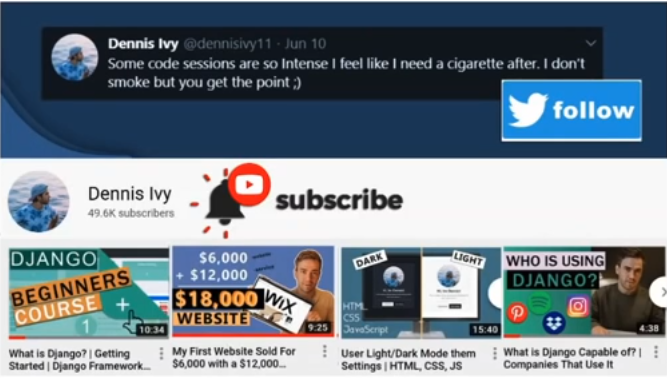 Dennis Ivy @dennisivy11 · Jun 10
Some code sessions are so Intense I feel like I need a cigarette after. I don't
smoke but you get the point ;)
follow
Dennis Ivy
49.6K subscribers
subscribe
DJANGO
BEGINNERS
COURSE
1
10:34
$6,000
+ $12,000
$18,000
WEBSITE
WiX
9:25
DARK
LIGHT
HTML
CSS
JavaScript
15:40
WHO IS USING
DJANGO?
4:38
What is Django? | Getting
Started | Django Framework...
My First Website Sold For
$6,000 with a $12,000...
User Light/Dark Mode them
Settings | HTML, CSS, JS
What is Django Capable of? |
Companies That Use It